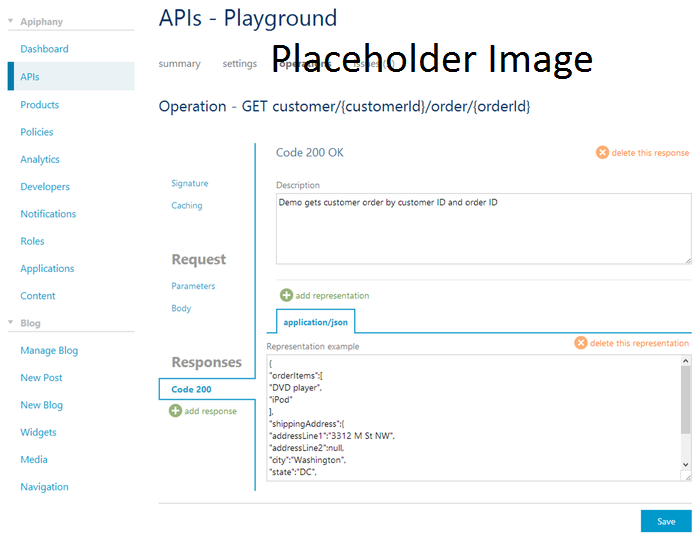 Apiphany
Dashboard
APIs
Products
Policies
Analytics
Developers
Notifications
Roles
Applications
Content
Blog
Manage Blog
New Post
New Blog
Widgets
Media
Navigation
APIs - Playground
Placeholder Image
summary settings operations issues
Operation - GET customer/{customerId}/order/{orderId}
Signature
Caching
Request
Parameters
Body
Responses
Code 200
add response
Code 200 OK
delete this response
Description
Demo gets customer order by customer ID and order ID
add representation
application/json
Representation example
delete this representation
{
"orderItems":[
"DVD player",
"iPod"
],
"shippingAddress":{
"addressLine1":"3312 M St NW",
"addressLine2":null,
"city":"Washington",
"state":"DC",
Save